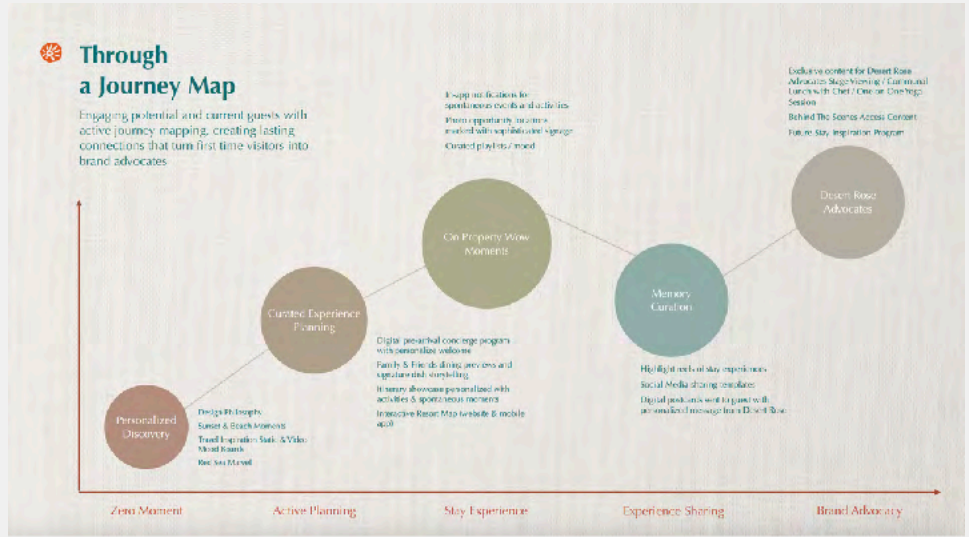 Through
a Journey Map
Engaging potential and current guests with
active journey mapping, creating lasting
connections that turn first time visitors into
brand advocates
In-app notifications for
spontaneous events and activities
Photo opportunity locations
marked with sophisticated signage
Curated playlists / mood
Exclusive content for Desert Rose
Advocates Stage Viewing / Communal
Lunch with Chef / One on One Yoga
Session
Behind The Scenes Access Content
Future Stay Inspiration Program
Desert Rose
Advocates
On Property Wow
Moments
Memory
Curation
Curated Experience
Planning
Digital pre-arrival concierge program
with personalize welcome
Family & Friends dining previews and
signature dish storytelling
Itinerary showcase personalized with
activities & spontaneous moments
Interactive Resort Map (website & mobile
app)
Highlight reels of stay experiences
Social Media sharing templates
Digital postcards sent to guest with
personalized message from Desert Rose
Personalized
Discovery
Design Philosophy
Sunset & Beach Moments
Travel Inspiration Static & Video
Mood Boards
Red Sea Marvel
Zero Moment
Active Planning
Stay Experience
Experience Sharing
Brand Advocacy